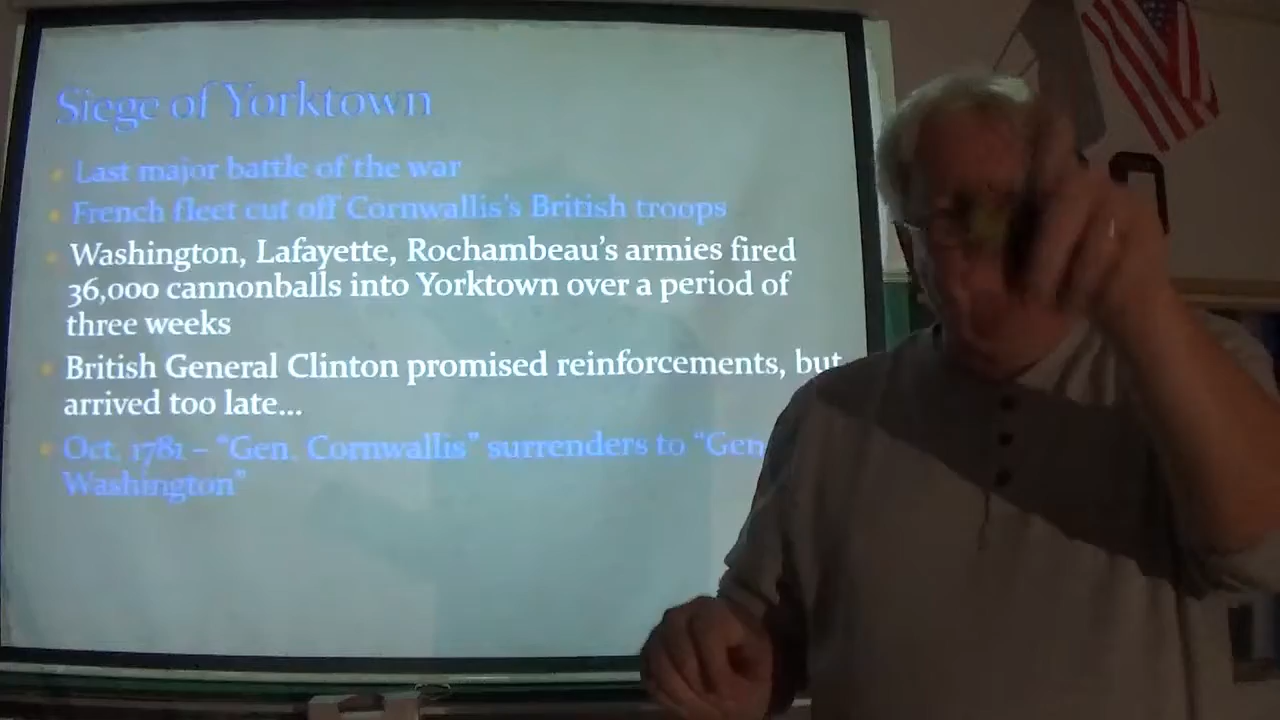 Siege of Yorktown
Last major battle of the war
French fleet cut off Cornwallis's British troops
Washington, Lafayette, Rochambeau's armies fired
36,000 cannonballs into Yorktown over a period of
three weeks
British General Clinton promised reinforcements, but
arrived too late...
Oct. 1781 – "Gen. Cornwallis" surrenders to "Gen
Washington"